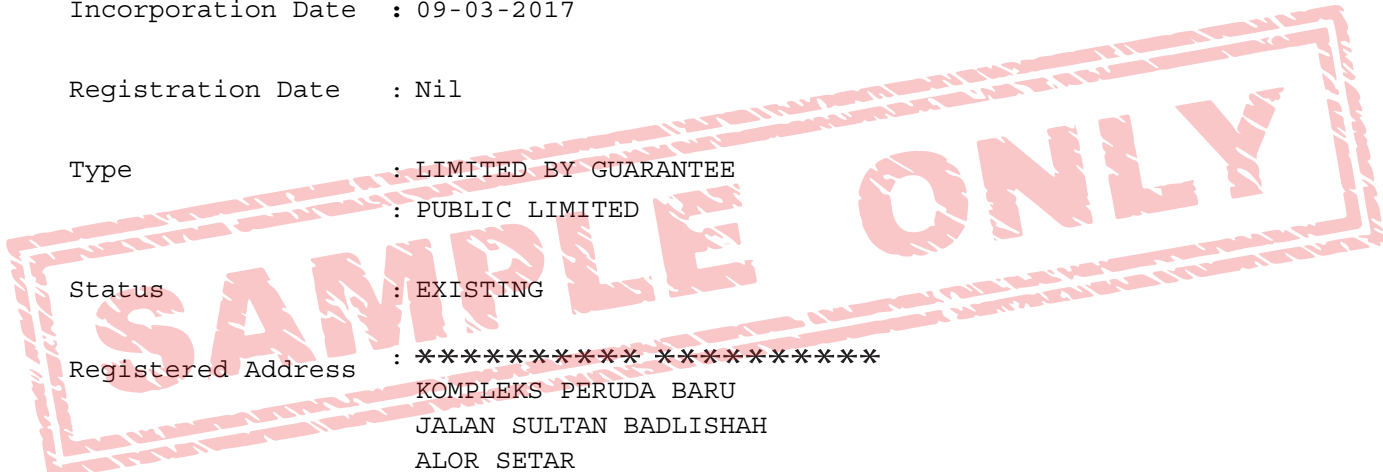 Incorporation Date : 09-03-2017
Registration Date : Nil
Type : LIMITED BY GUARANTEE
: PUBLIC LIMITED
Status : EXISTING
Registered Address : ********** **********
KOMPLEKS PERUDA BARU
JALAN SULTAN BADLISHAH
ALOR SETAR
SAMPLE ONLY